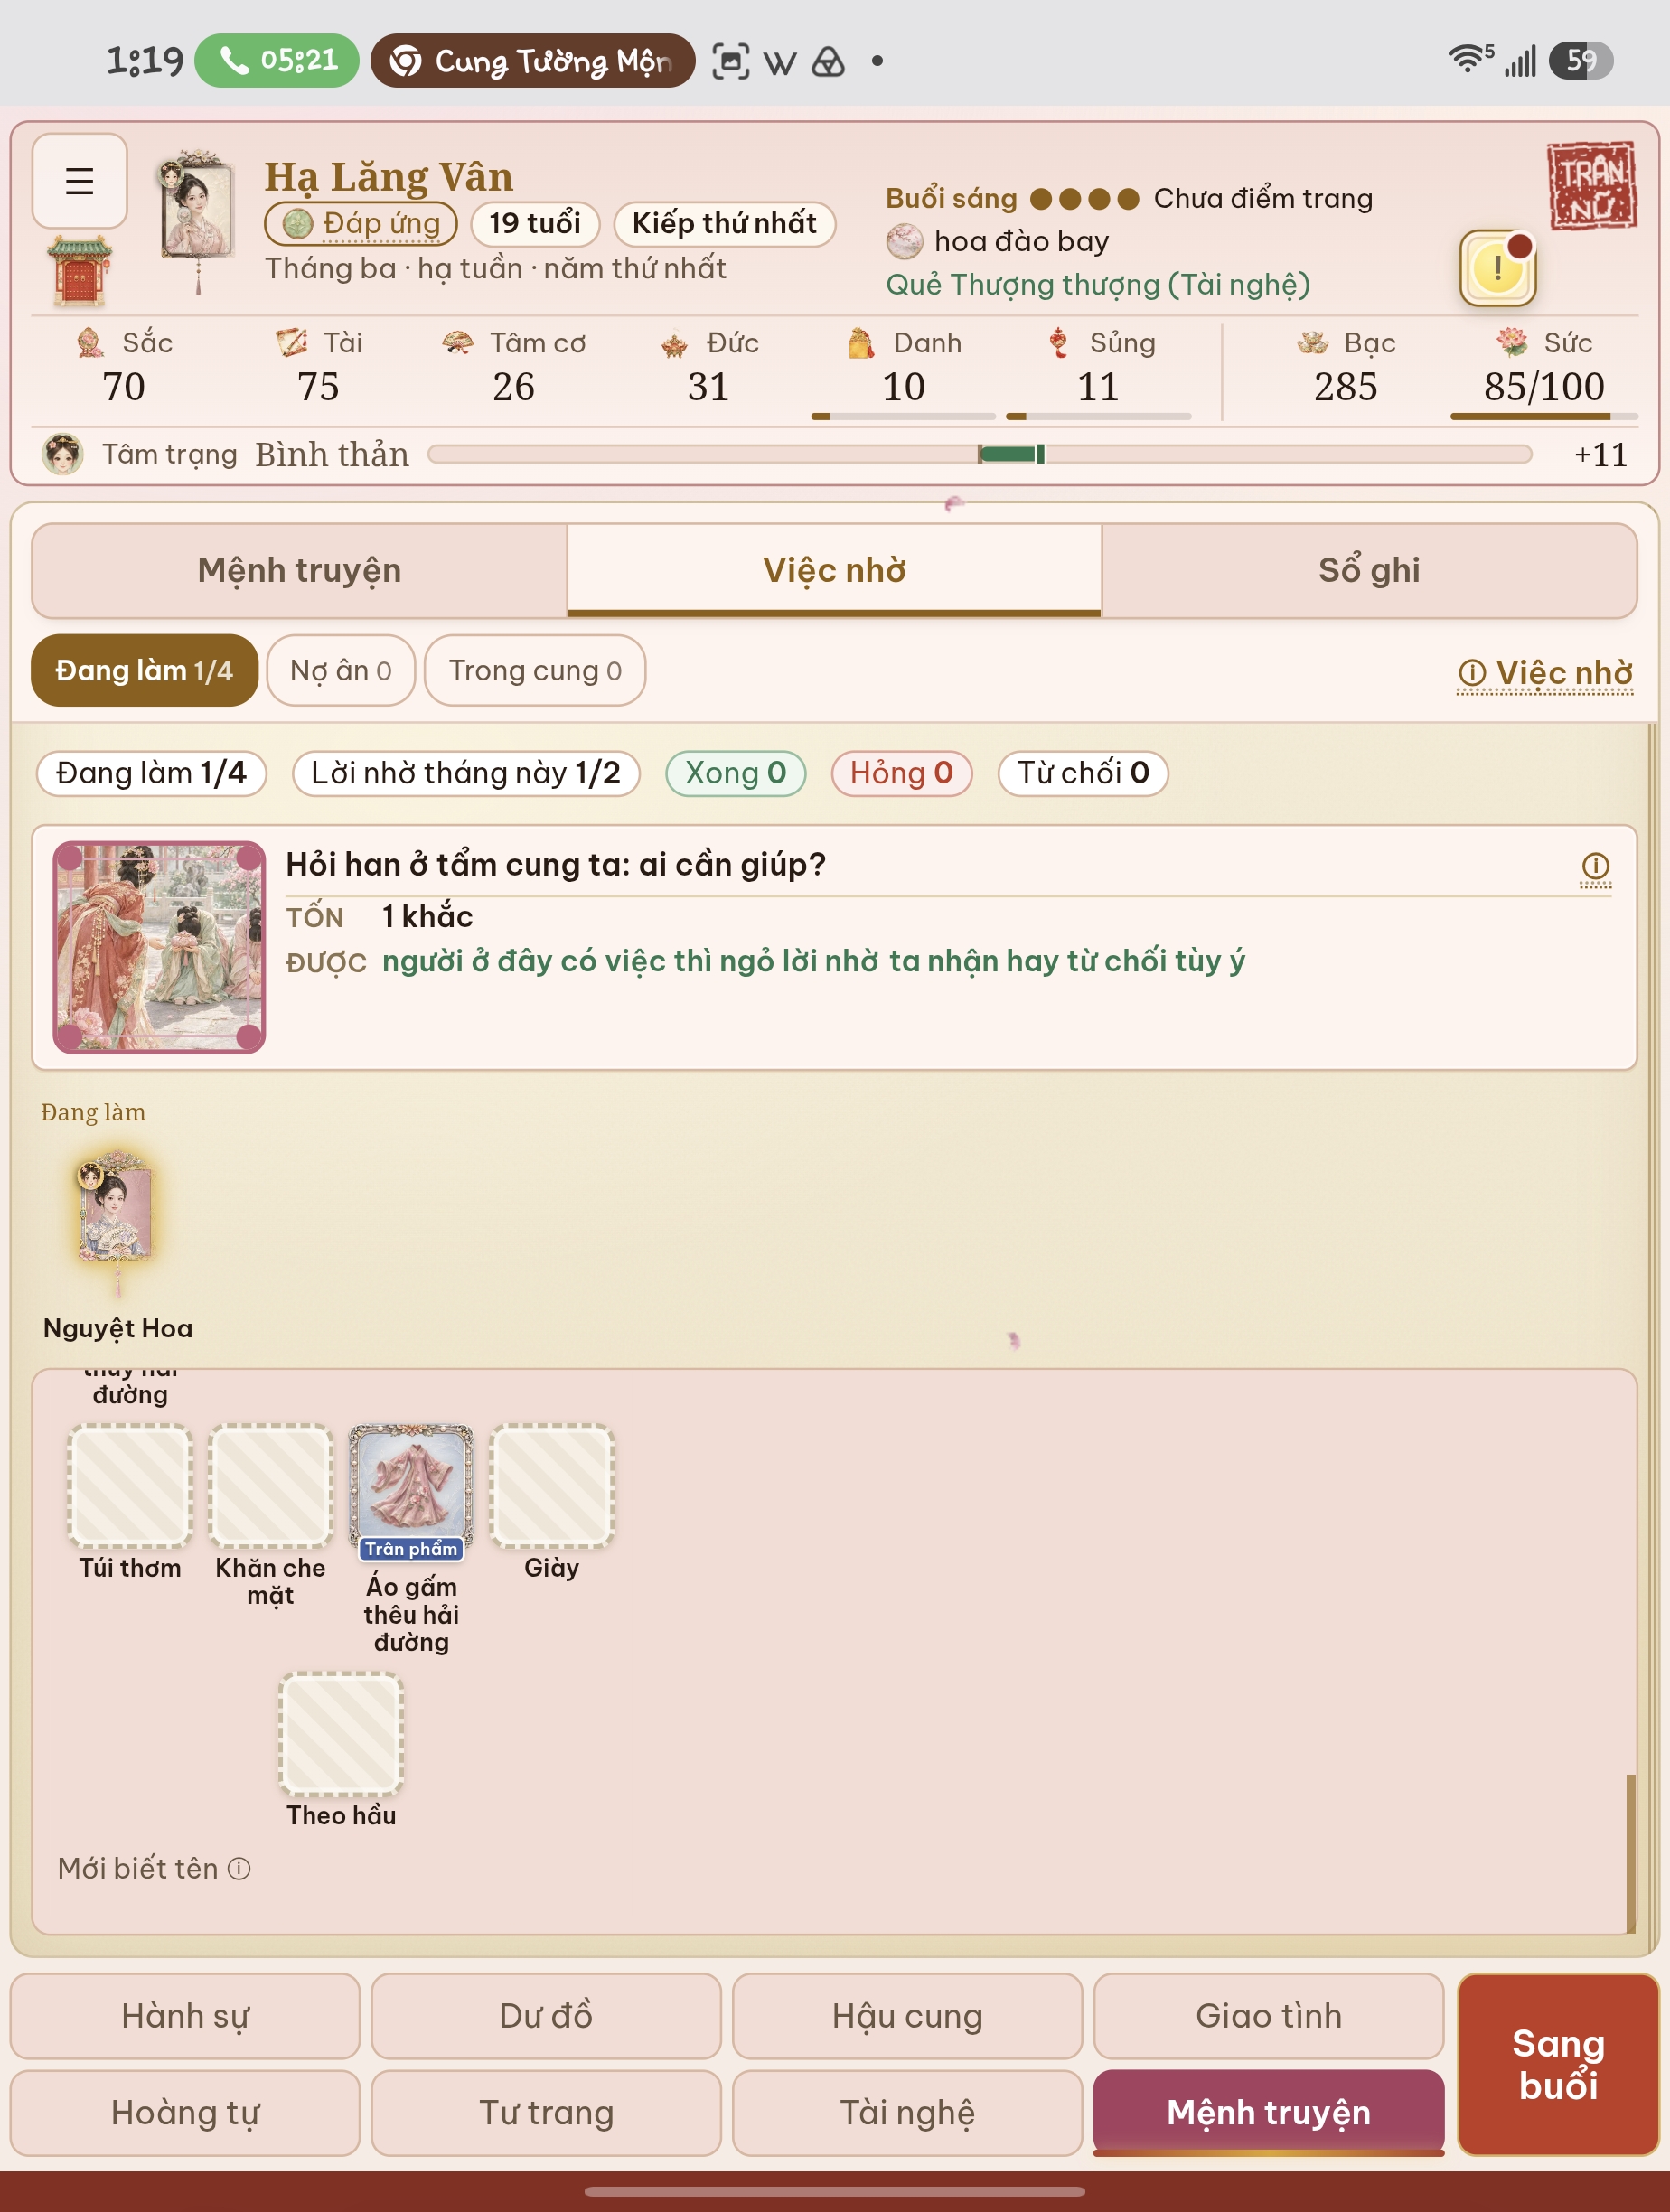 1:19 05:21 Cung Tường Mộn 5 59
Hạ Lăng Vân
Đáp ứng 19 tuổi Kiếp thứ nhất
Tháng ba · hạ tuần · năm thứ nhất
Buổi sáng Chưa điểm trang
hoa đào bay
Quẻ Thượng thượng (Tài nghệ)
TRÂN
NỮ
!
Sắc Tài Tâm cơ Đức Danh Sủng Bạc Sức
70 75 26 31 10 11 285 85/100
Tâm trạng Bình thản +11
Mệnh truyện Việc nhờ Sổ ghi
Đang làm 1/4 Nợ ân 0 Trong cung 0 Việc nhờ
Đang làm 1/4 Lời nhờ tháng này 1/2 Xong 0 Hỏng 0 Từ chối 0
Hỏi han ở tẩm cung ta: ai cần giúp?
TỐN 1 khắc
ĐƯỢC người ở đây có việc thì ngỏ lời nhờ ta nhận hay từ chối tùy ý
Đang làm
Nguyệt Hoa
đường
Trân phẩm
Túi thơm Khăn che mặt Áo gấm thêu hải đường Giày
Theo hầu
Mới biết tên
Hành sự Dư đồ Hậu cung Giao tình
Sang buổi
Hoàng tự Tư trang Tài nghệ Mệnh truyện